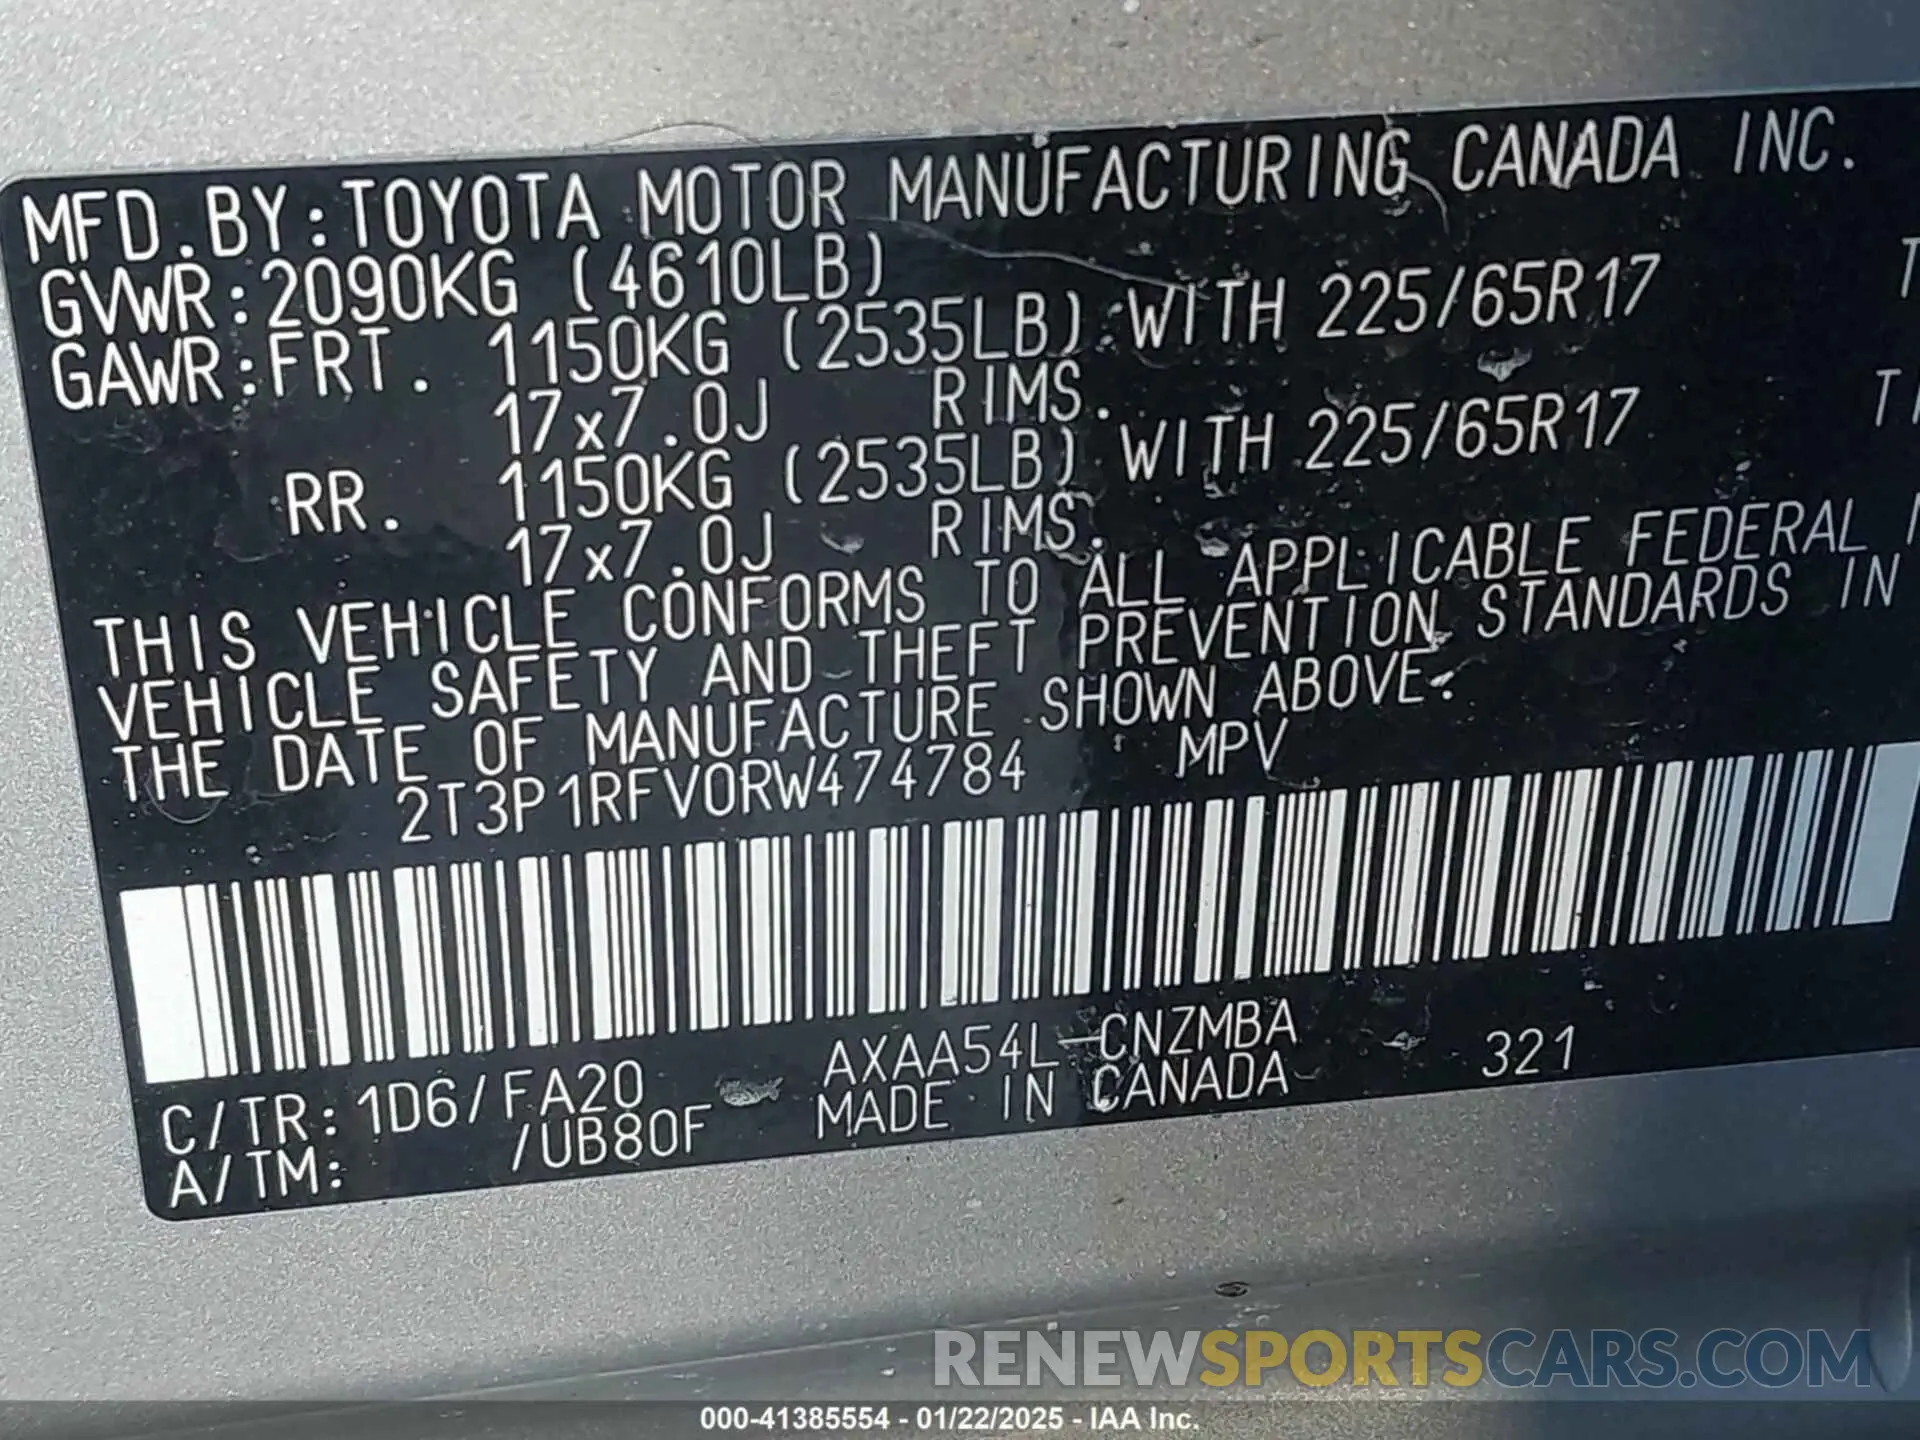 MFD.BY:TOYOTA MOTOR MANUFACTURING CANADA INC.
GVWR:2090KG (4610LB)
GAWR:FRT. 1150KG (2535LB) WITH 225/65R17 T
17x7.0J RIMS.
RR. 1150KG (2535LB) WITH 225/65R17 T
17x7.0J RIMS.
THIS VEHICLE CONFORMS TO ALL APPLICABLE FEDERAL
VEHICLE SAFETY AND THEFT PREVENTION STANDARDS IN
THE DATE OF MANUFACTURE SHOWN ABOVE.
2T3P1RFV0RW474784 MPV
C/TR:1D6/FA20 AXAA54L-CNZMBA 321
A/TM: /UB80F MADE IN CANADA
RENEWSPORTSCARS.COM
000-41385554 - 01/22/2025 - IAA Inc.